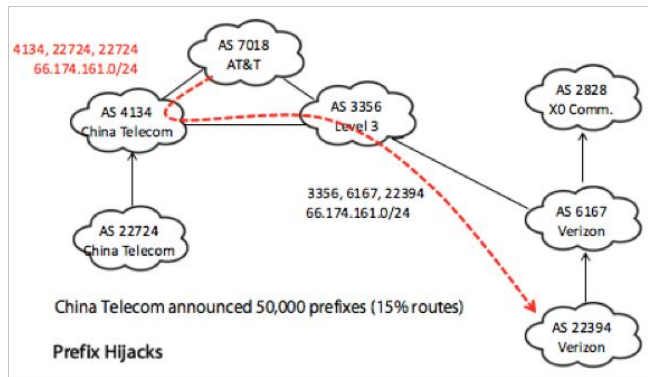 4134, 22724, 22724
66.174.161.0/24
AS 7018
AT&T
AS 4134
China Telecom
AS 3356
Level 3
AS 2828
X0 Comm.
3356, 6167, 22394
66.174.161.0/24
AS 22724
China Telecom
AS 6167
Verizon
China Telecom announced 50,000 prefixes (15% routes)
AS 22394
Verizon
Prefix Hijacks